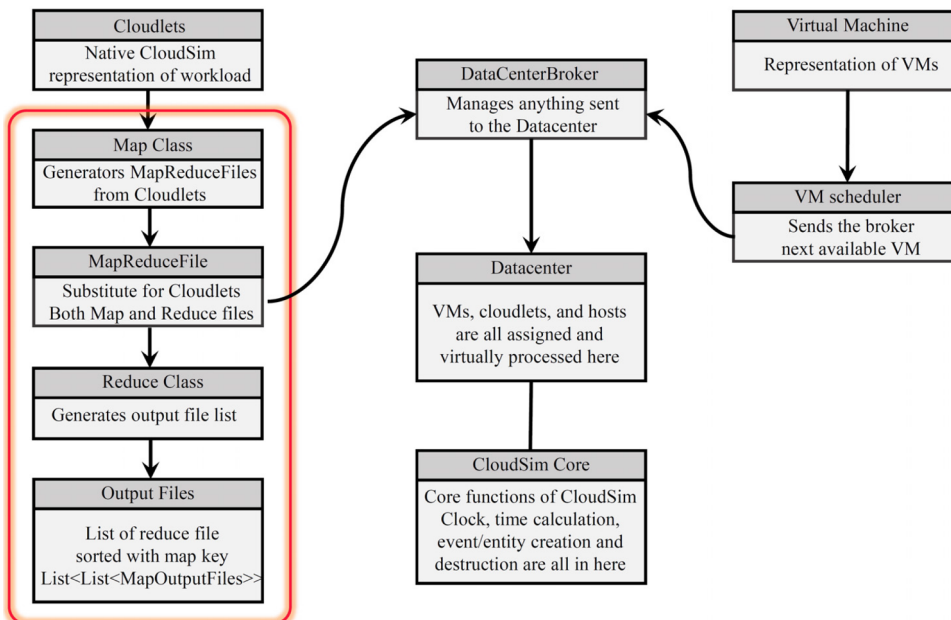 Cloudlets
Native CloudSim
representation of workload
Map Class
Generators MapReduceFiles
from Cloudlets
MapReduceFile
Substitute for Cloudlets
Both Map and Reduce files
Reduce Class
Generates output file list
Output Files
List of reduce file
sorted with map key
List<List<MapOutputFiles>>
DataCenterBroker
Manages anything sent
to the Datacenter
Datacenter
VMs, cloudlets, and hosts
are all assigned and
virtually processed here
CloudSim Core
Core functions of CloudSim
Clock, time calculation,
event/entity creation and
destruction are all in here
Virtual Machine
Representation of VMs
VM scheduler
Sends the broker
next available VM